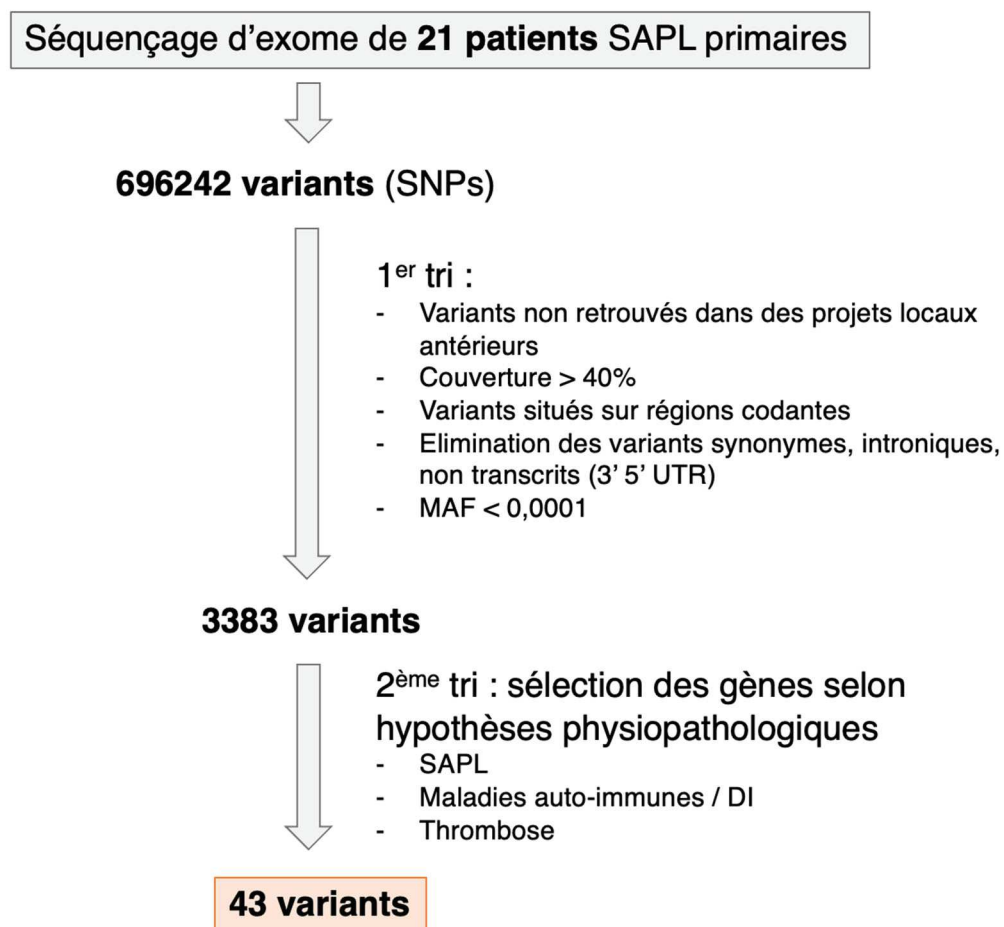 Séquençage d’exome de 21 patients SAPL primaires
696242 variants (SNPs)
1er tri :
- Variants non retrouvés dans des projets locaux
antérieurs
- Couverture > 40%
- Variants situés sur régions codantes
- Elimination des variants synonymes, introniques,
non transcrits (3’ 5’ UTR)
- MAF < 0,0001
3383 variants
2ème tri : sélection des gènes selon
hypothèses physiopathologiques
- SAPL
- Maladies auto-immunes / DI
- Thrombose
43 variants